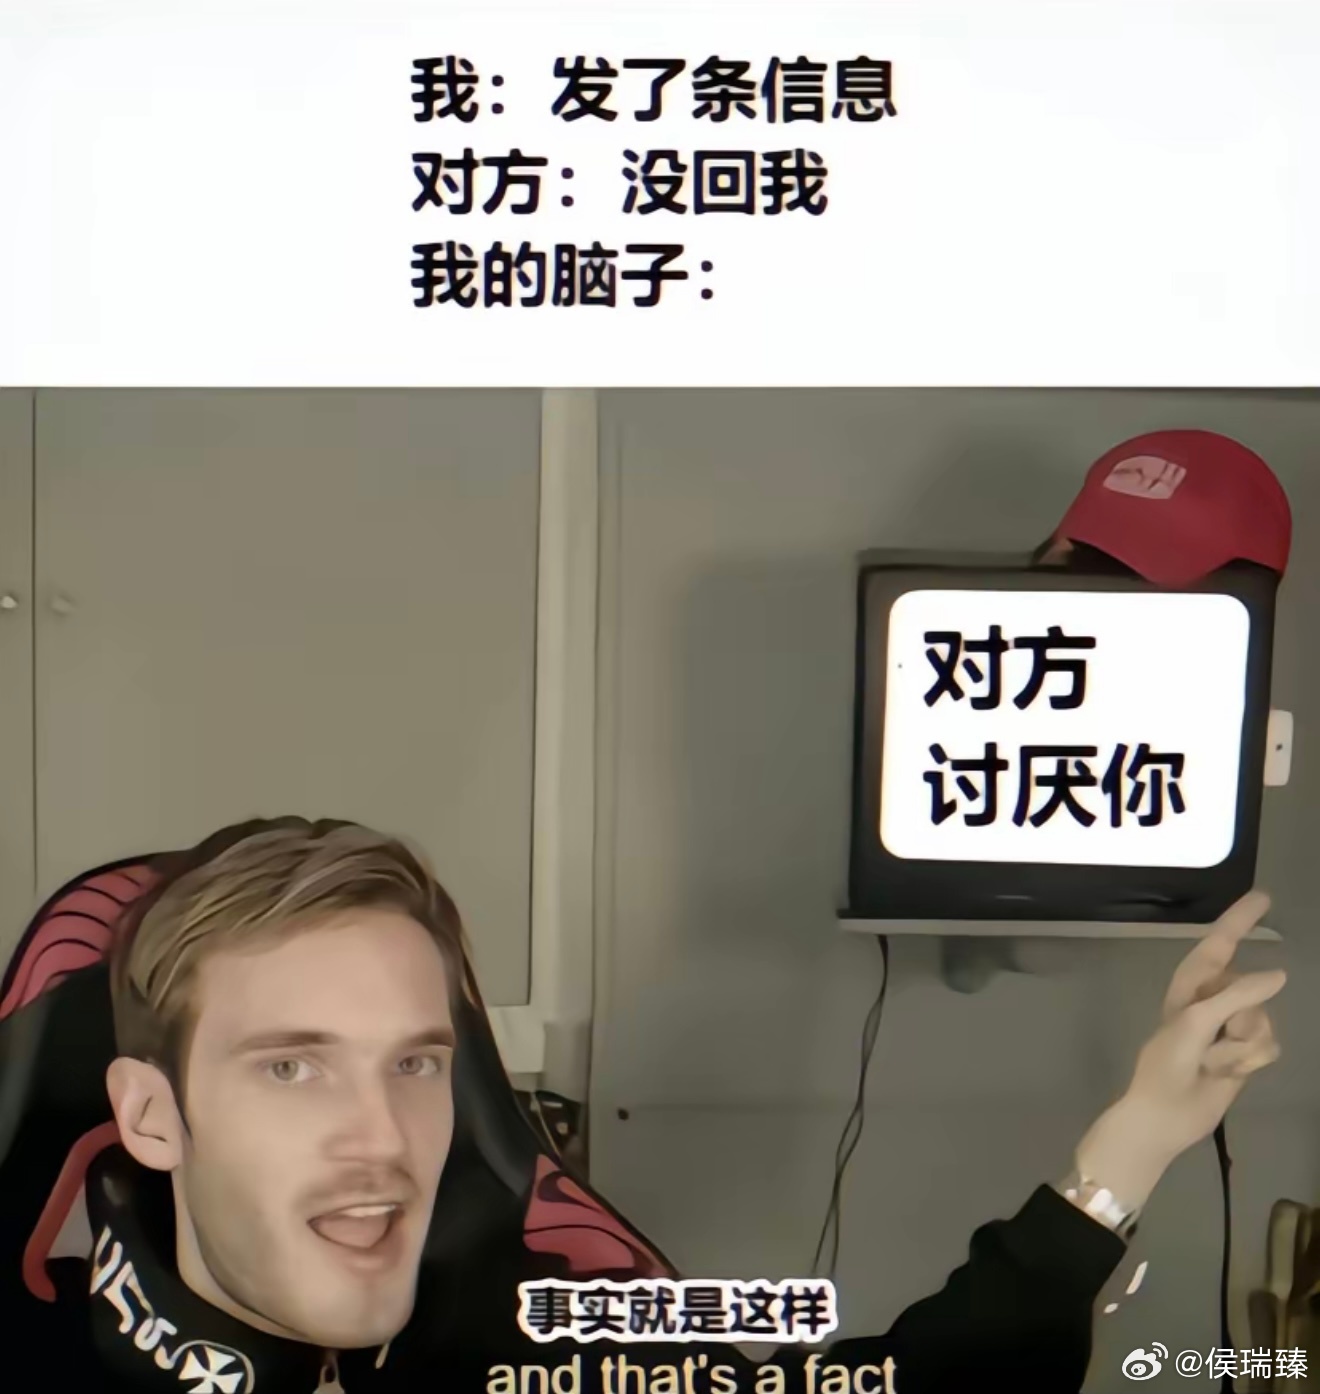 我：发了条信息
对方：没回我
我的脑子：
对方
讨厌你
事实就是这样
and that's a fact
@侯瑞臻